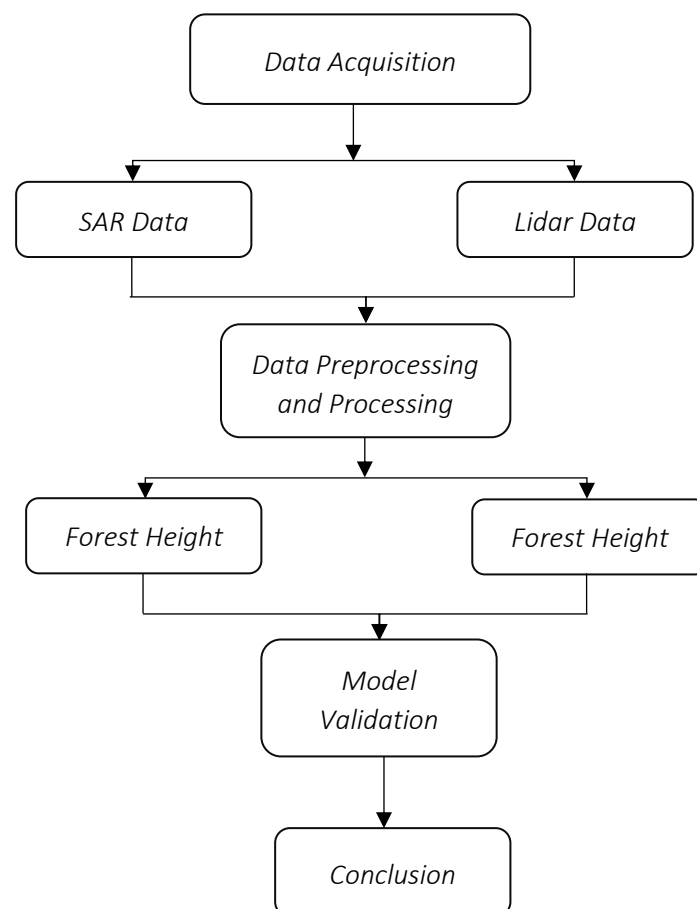 Data Acquisition
SAR Data
Lidar Data
Data Preprocessing
and Processing
Forest Height
Forest Height
Model
Validation
Conclusion